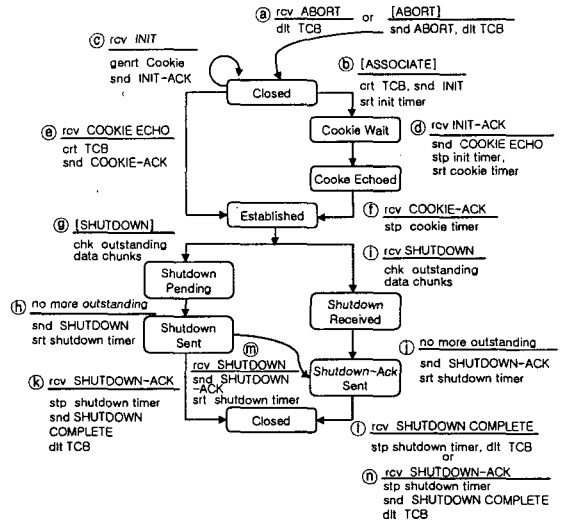 ⓐ rcv ABORT or [ABORT]
dlt TCB snd ABORT, dlt TCB
ⓒ rcv INIT
genrt Cookie
snd INIT-ACK
ⓑ [ASSOCIATE]
crt TCB, snd INIT
srt init timer
Closed
Cookie Wait
ⓓ rcv INIT-ACK
snd COOKIE ECHO
stp init timer,
srt cookie timer
ⓔ rcv COOKIE ECHO
crt TCB
snd COOKIE-ACK
Cooke Echoed
Established
ⓕ rcv COOKIE-ACK
stp cookie timer
ⓖ [SHUTDOWN]
chk outstanding
data chunks
ⓘ rcv SHUTDOWN
chk outstanding
data chunks
Shutdown
Pending
Shutdown
Received
ⓗ no more outstanding
snd SHUTDOWN
srt shutdown timer
Shutdown
Sent
ⓙ no more outstanding
snd SHUTDOWN-ACK
srt shutdown timer
ⓜ
rcv SHUTDOWN
snd SHUTDOWN
-ACK
srt shutdown timer
Shutdown-Ack
Sent
ⓚ rcv SHUTDOWN-ACK
stp shutdown timer
snd SHUTDOWN
COMPLETE
dlt TCB
Closed
ⓛ rcv SHUTDOWN COMPLETE
stp shutdown timer, dlt TCB
or
ⓝ rcv SHUTDOWN-ACK
stp shutdown timer
snd SHUTDOWN COMPLETE
dlt TCB